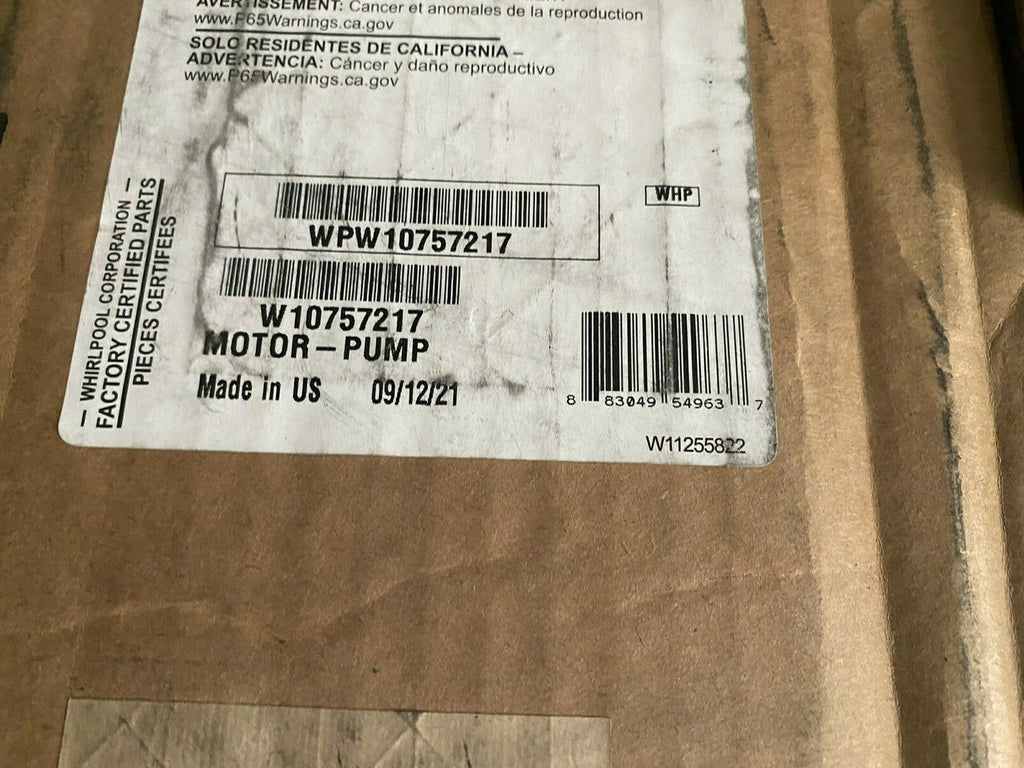 AVERTISSEMENT: Cancer et anomales de la reproduction
www.P65Warnings.ca.gov
SOLO RESIDENTES DE CALIFORNIA –
ADVERTENCIA: Cáncer y daño reproductivo
www.P65Warnings.ca.gov
– WHIRLPOOL CORPORATION –
FACTORY CERTIFIED PARTS
PIECES CERTIFEES
WHP
WPW10757217
W10757217
MOTOR–PUMP
Made in US 09/12/21
8 83049 54963 7
W11255822